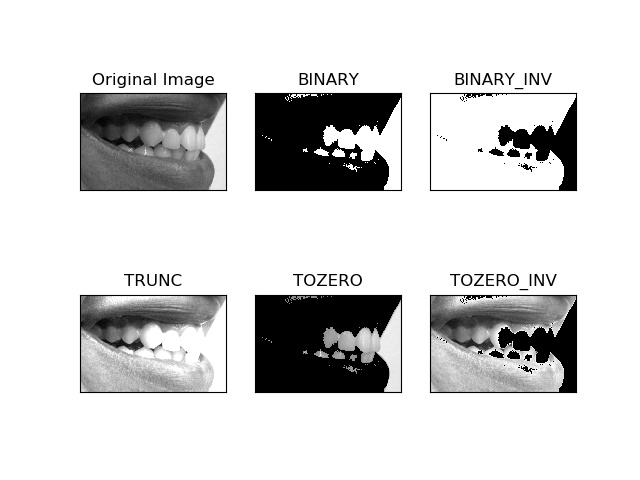 Original Image
BINARY
BINARY_INV
TRUNC
TOZERO
TOZERO_INV